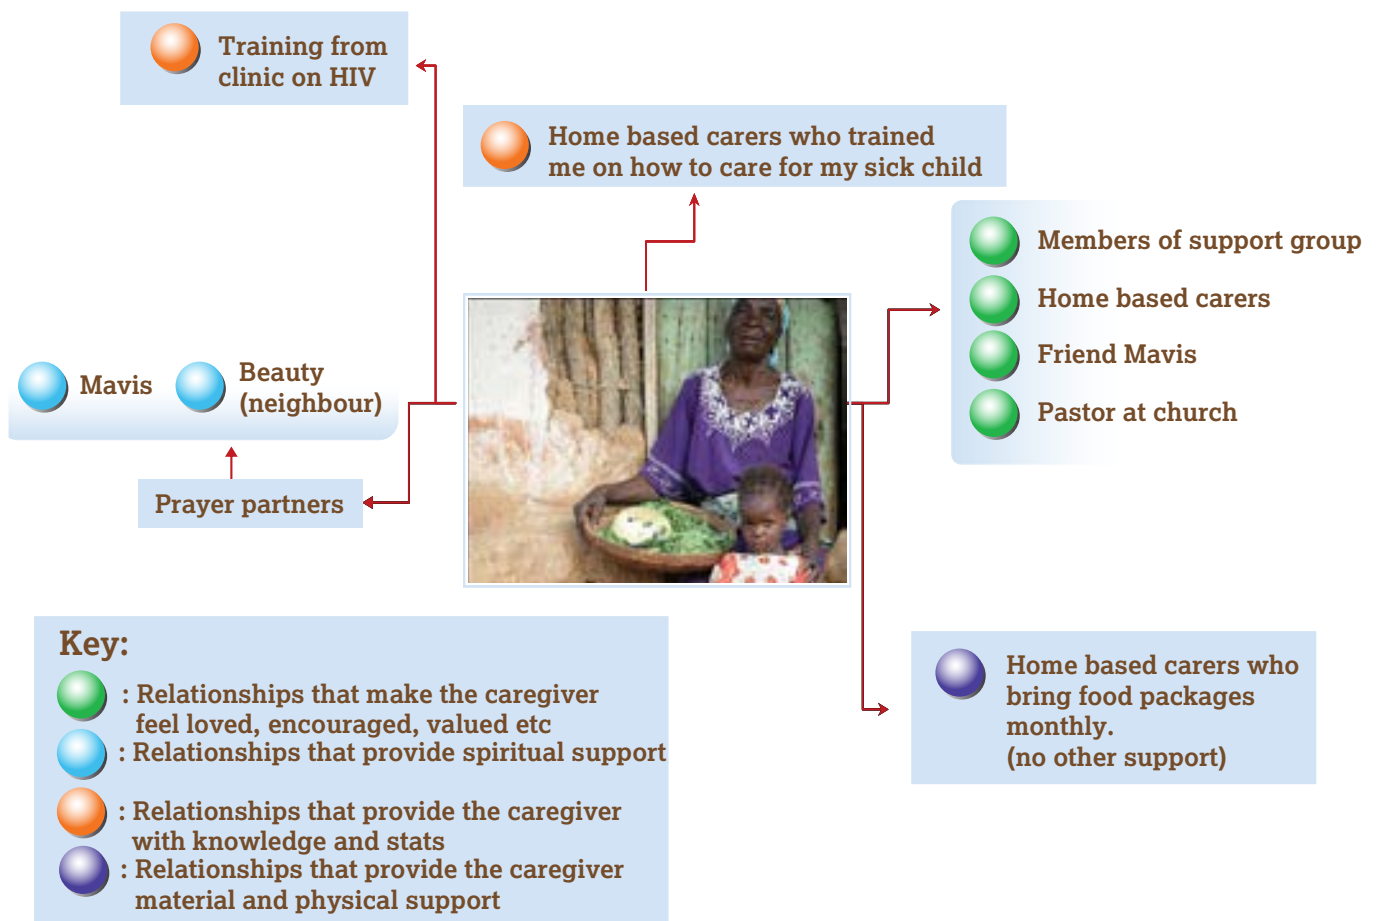 Training from
clinic on HIV
Home based carers who trained
me on how to care for my sick child
Members of support group
Home based carers
Friend Mavis
Pastor at church
Mavis
Beauty
(neighbour)
Prayer partners
Home based carers who
bring food packages
monthly.
(no other support)
Key:
: Relationships that make the caregiver
feel loved, encouraged, valued etc
: Relationships that provide spiritual support
: Relationships that provide the caregiver
with knowledge and stats
: Relationships that provide the caregiver
material and physical support